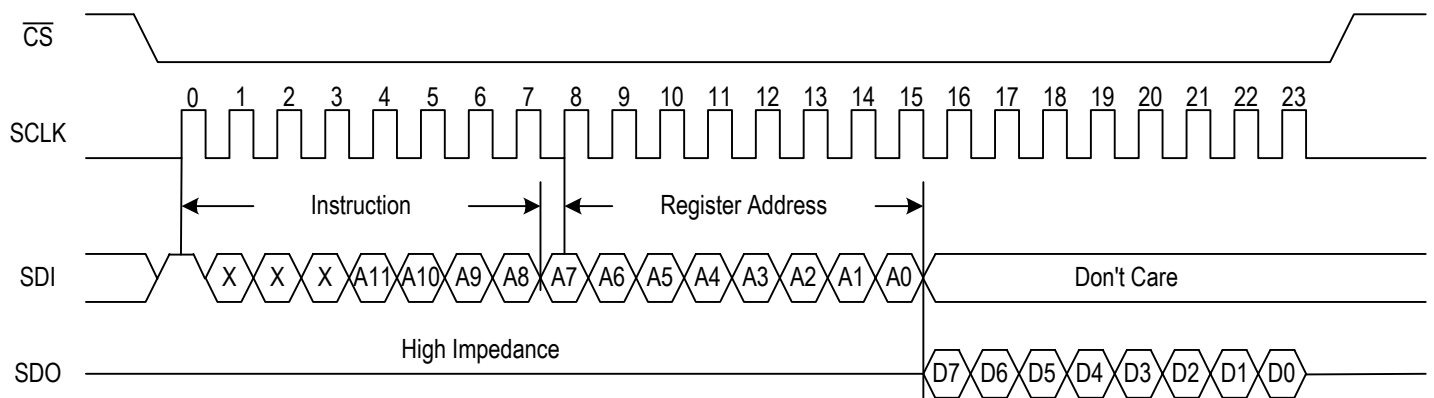 CS
0 1 2 3 4 5 6 7 8 9 10 11 12 13 14 15 16 17 18 19 20 21 22 23
SCLK
Instruction Register Address
SDI X X X A11 A10 A9 A8 A7 A6 A5 A4 A3 A2 A1 A0 Don't Care
High Impedance
SDO D7 D6 D5 D4 D3 D2 D1 D0